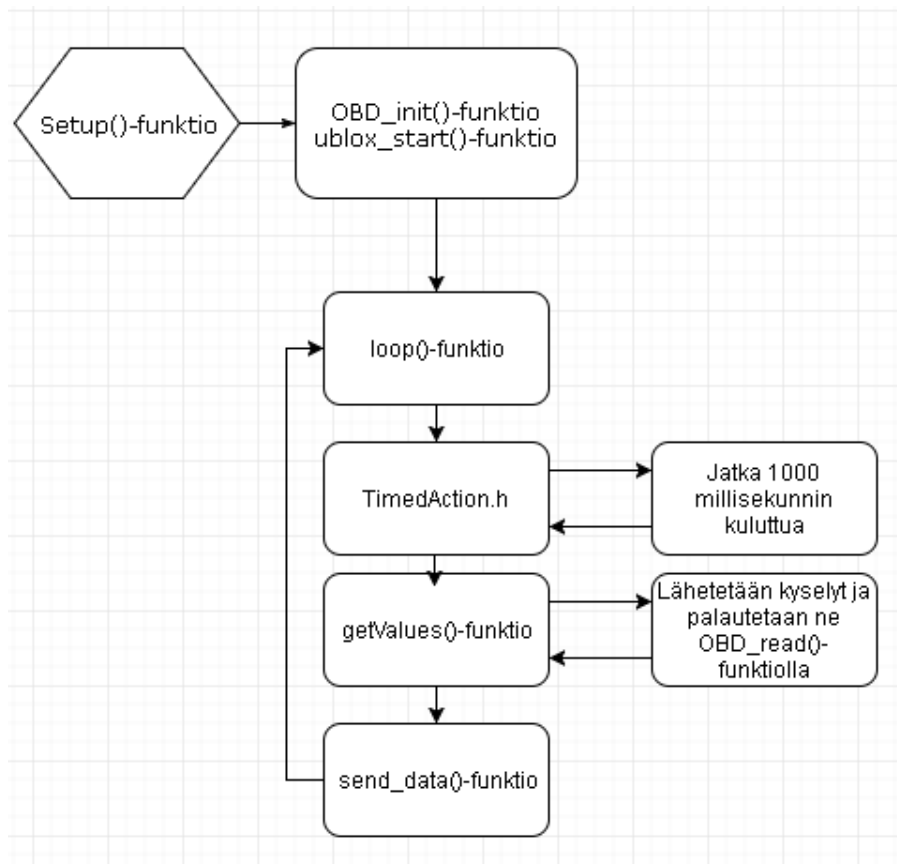 Setup()-funktio
OBD_init()-funktio
ublox_start()-funktio
loop()-funktio
TimedAction.h
Jatka 1000
millisekunnin
kuluttua
getValues()-funktio
Lähetetään kyselyt ja
palautetaan ne
OBD_read()-
funktiolla
send_data()-funktio